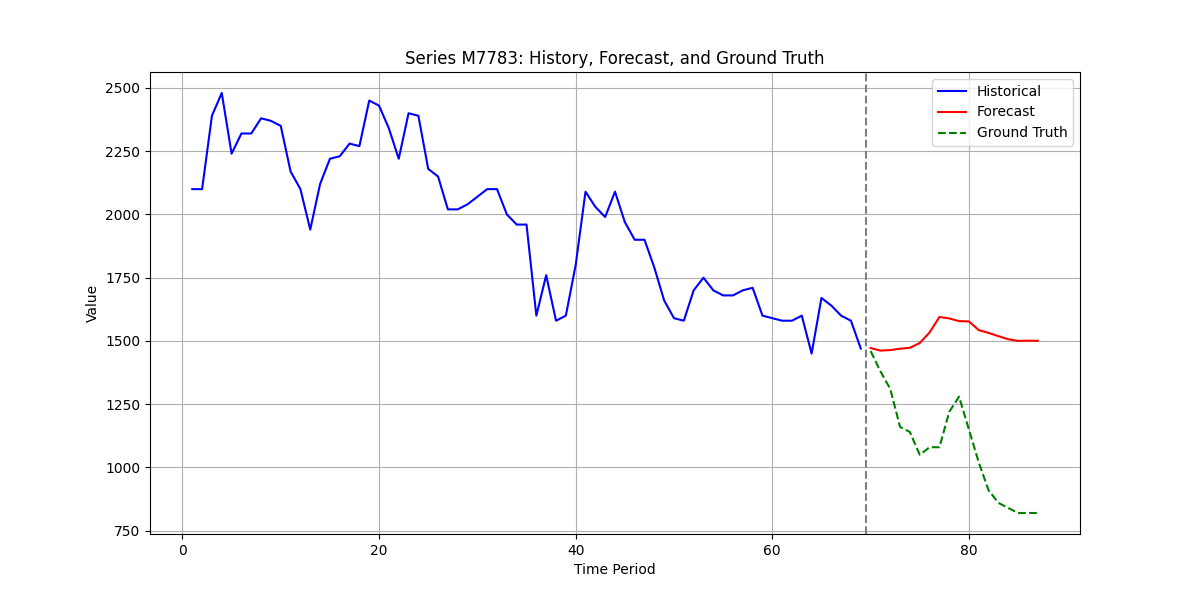 Series M7783: History, Forecast, and Ground Truth
Historical
Forecast
Ground Truth
2500
2250
2000
1750
1500
1250
1000
750
Value
0
20
40
60
80
Time Period